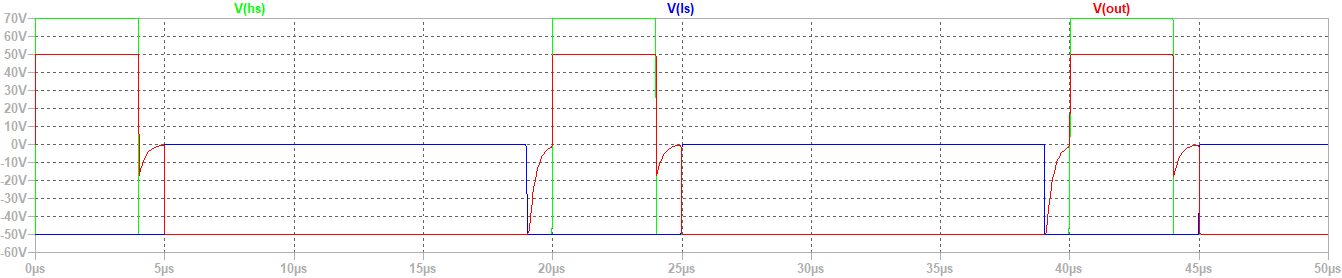 V(hs) V(ls) V(out)
70V
60V
50V
40V
30V
20V
10V
0V
-10V
-20V
-30V
-40V
-50V
-60V
0µs 5µs 10µs 15µs 20µs 25µs 30µs 35µs 40µs 45µs 50µs